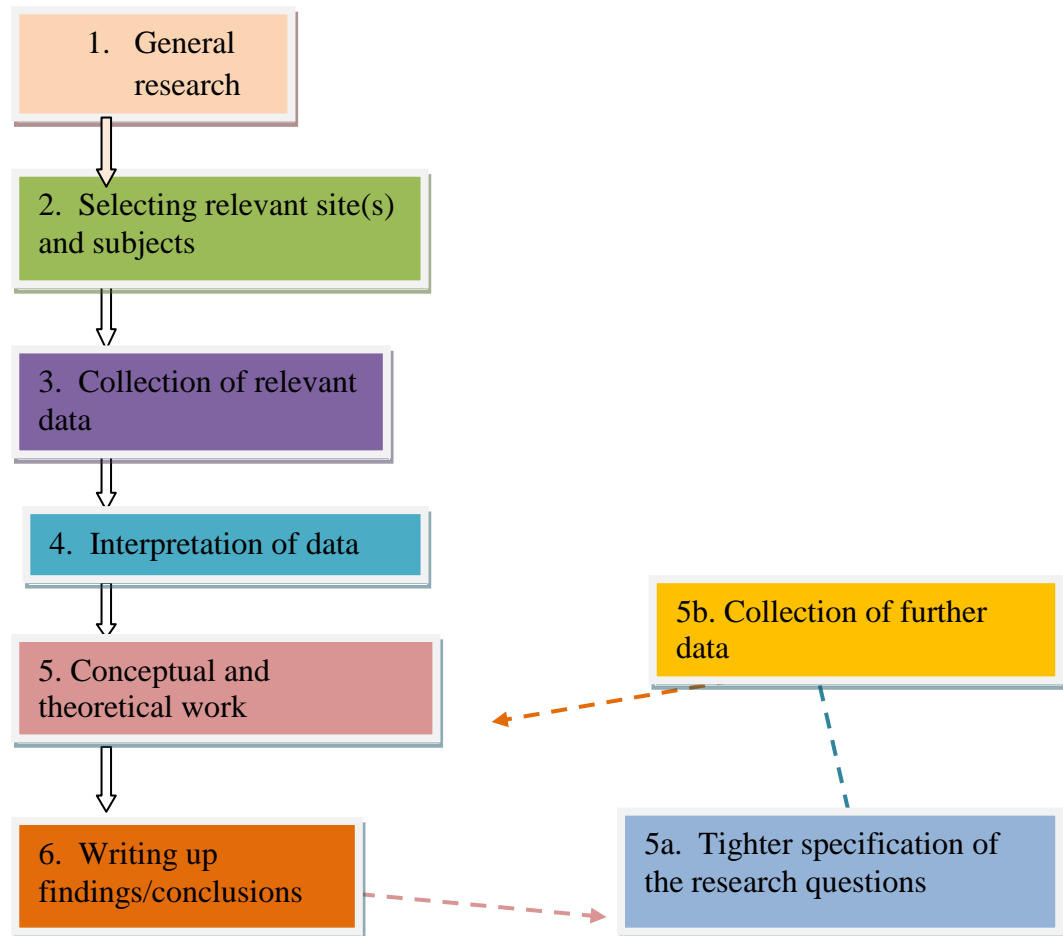 1. General
research
2. Selecting relevant site(s)
and subjects
3. Collection of relevant
data
4. Interpretation of data
5. Conceptual and
theoretical work
5b. Collection of further
data
6. Writing up
findings/conclusions
5a. Tighter specification of
the research questions